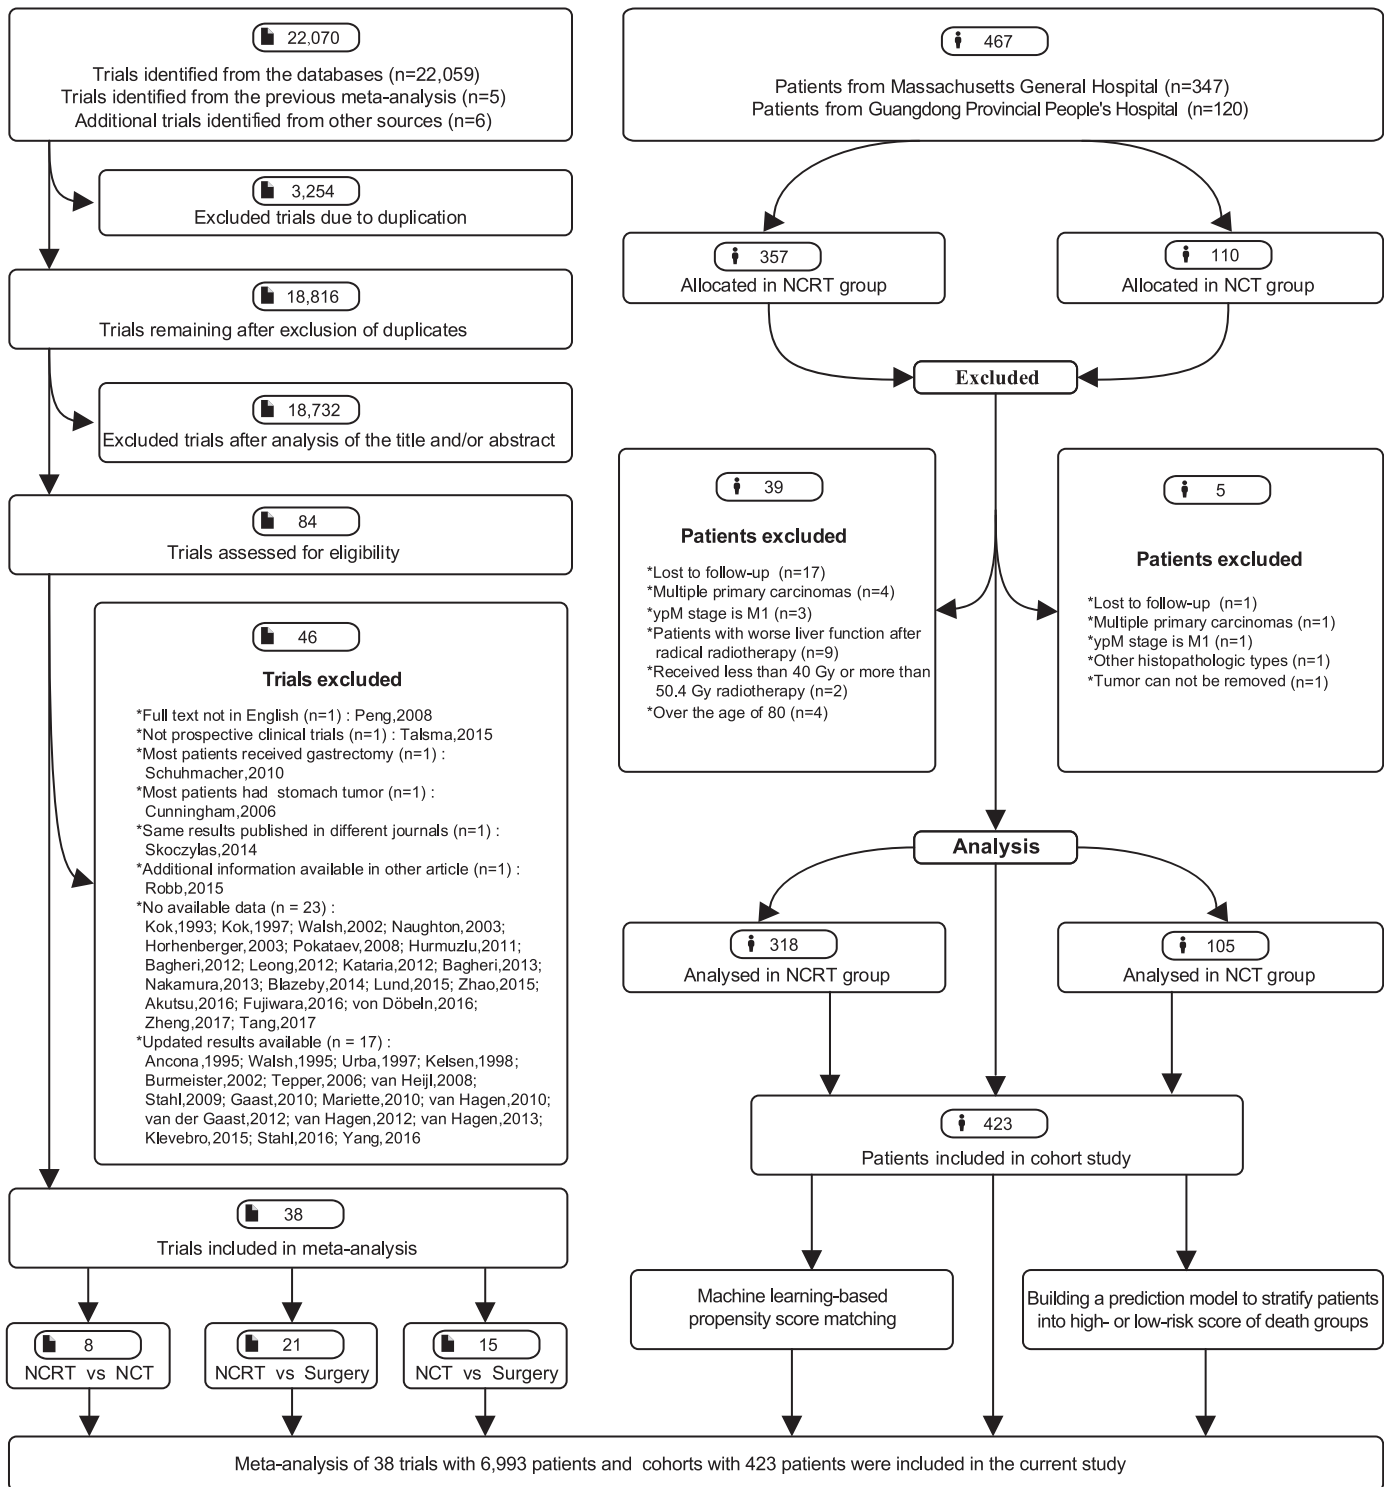 22,070
Trials identified from the databases (n=22,059)
Trials identified from the previous meta-analysis (n=5)
Additional trials identified from other sources (n=6)
3,254
Excluded trials due to duplication
18,816
Trials remaining after exclusion of duplicates
18,732
Excluded trials after analysis of the title and/or abstract
84
Trials assessed for eligibility
46
Trials excluded
*Full text not in English (n=1) : Peng,2008
*Not prospective clinical trials (n=1) : Talsma,2015
*Most patients received gastrectomy (n=1) :
Schuhmacher,2010
*Most patients had stomach tumor (n=1) :
Cunningham,2006
*Same results published in different journals (n=1) :
Skoczylas,2014
*Additional information available in other article (n=1) :
Robb,2015
*No available data (n = 23) :
Kok,1993; Kok,1997; Walsh,2002; Naughton,2003;
Horhenberger,2003; Pokataev,2008; Hurmuzlu,2011;
Bagheri,2012; Leong,2012; Kataria,2012; Bagheri,2013;
Nakamura,2013; Blazeby,2014; Lund,2015; Zhao,2015;
Akutsu,2016; Fujiwara,2016; von Döbeln,2016;
Zheng,2017; Tang,2017
*Updated results available (n = 17) :
Ancona,1995; Walsh,1995; Urba,1997; Kelsen,1998;
Burmeister,2002; Tepper,2006; van Heijl,2008;
Stahl,2009; Gaast,2010; Mariette,2010; van Hagen,2010;
van der Gaast,2012; van Hagen,2012; van Hagen,2013;
Klevebro,2015; Stahl,2016; Yang,2016
38
Trials included in meta-analysis
8
NCRT vs NCT
21
NCRT vs Surgery
15
NCT vs Surgery
467
Patients from Massachusetts General Hospital (n=347)
Patients from Guangdong Provincial People's Hospital (n=120)
357
Allocated in NCRT group
110
Allocated in NCT group
Excluded
39
Patients excluded
*Lost to follow-up (n=17)
*Multiple primary carcinomas (n=4)
*ypM stage is M1 (n=3)
*Patients with worse liver function after
radical radiotherapy (n=9)
*Received less than 40 Gy or more than
50.4 Gy radiotherapy (n=2)
*Over the age of 80 (n=4)
5
Patients excluded
*Lost to follow-up (n=1)
*Multiple primary carcinomas (n=1)
*ypM stage is M1 (n=1)
*Other histopathologic types (n=1)
*Tumor can not be removed (n=1)
Analysis
318
Analysed in NCRT group
105
Analysed in NCT group
423
Patients included in cohort study
Machine learning-based
propensity score matching
Building a prediction model to stratify patients
into high- or low-risk score of death groups
Meta-analysis of 38 trials with 6,993 patients and cohorts with 423 patients were included in the current study